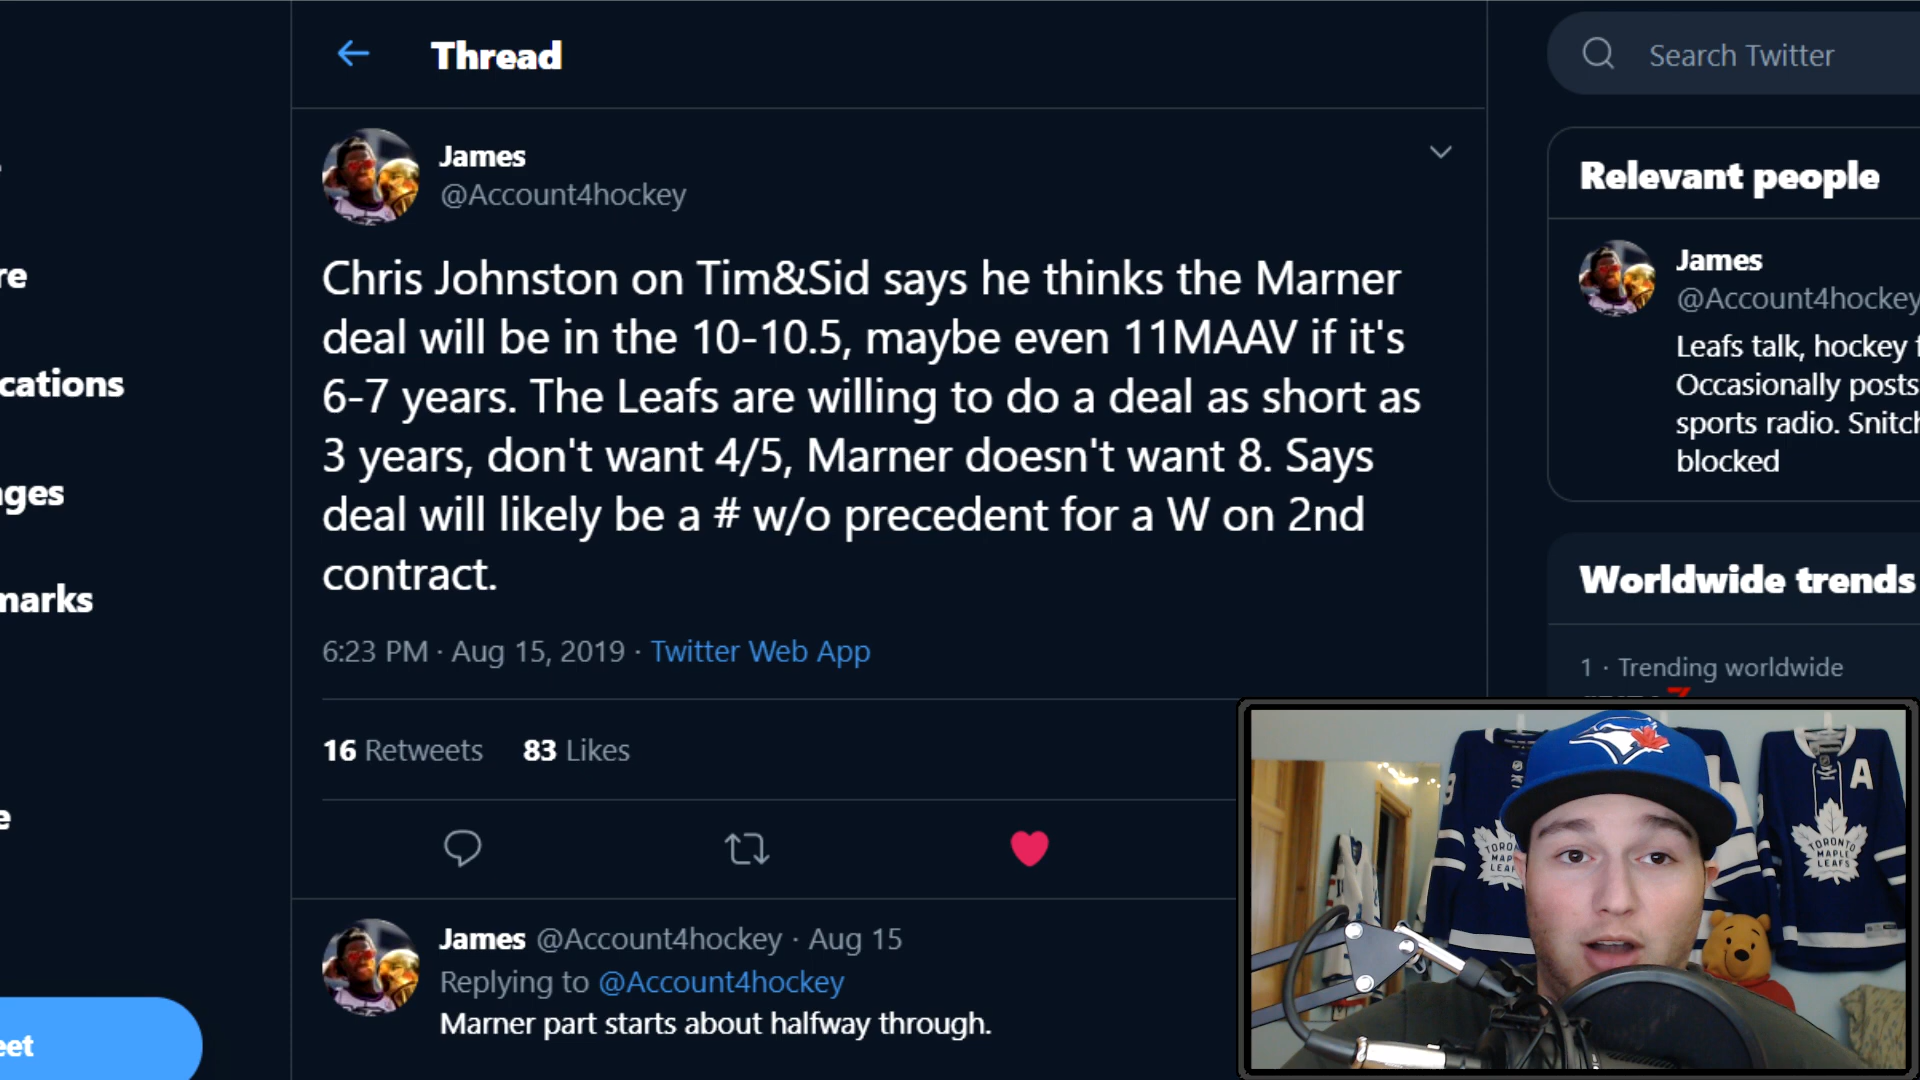 Thread
Search Twitter
James
@Account4hockey
Chris Johnston on Tim&Sid says he thinks the Marner
deal will be in the 10-10.5, maybe even 11MAAV if it's
6-7 years. The Leafs are willing to do a deal as short as
3 years, don't want 4/5, Marner doesn't want 8. Says
deal will likely be a # w/o precedent for a W on 2nd
contract.
6:23 PM · Aug 15, 2019 · Twitter Web App
16 Retweets 83 Likes
James @Account4hockey · Aug 15
Replying to @Account4hockey
Marner part starts about halfway through.
re
cations
ages
marks
e
eet
Relevant people
James
@Account4hockey
Leafs talk, hockey f
Occasionally posts
sports radio. Snitch
blocked
Worldwide trends
1 · Trending worldwide
A
TORONTO
MAPLE
LEAFS